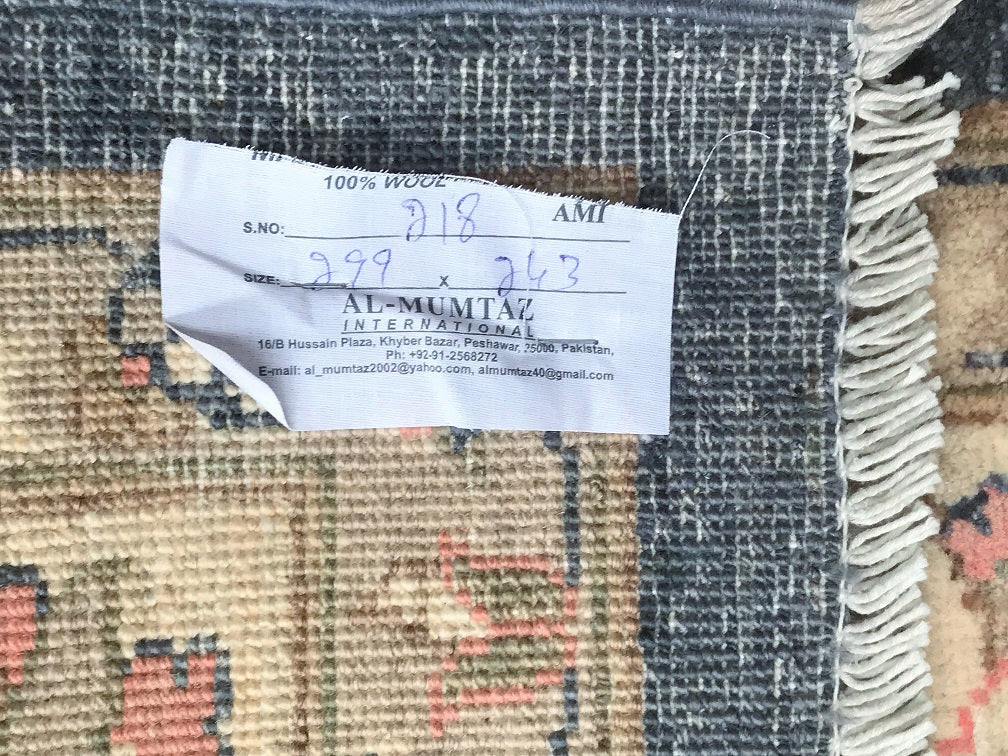 100% WOOL
AMI
S.NO: 218
SIZE: 299 x 243
AL-MUMTAZ
INTERNATIONAL
16/B Hussain Plaza, Khyber Bazar, Peshawar, 25000, Pakistan,
Ph: +92-91-2568272
E-mail: al_mumtaz2002@yahoo.com, almumtaz40@gmail.com